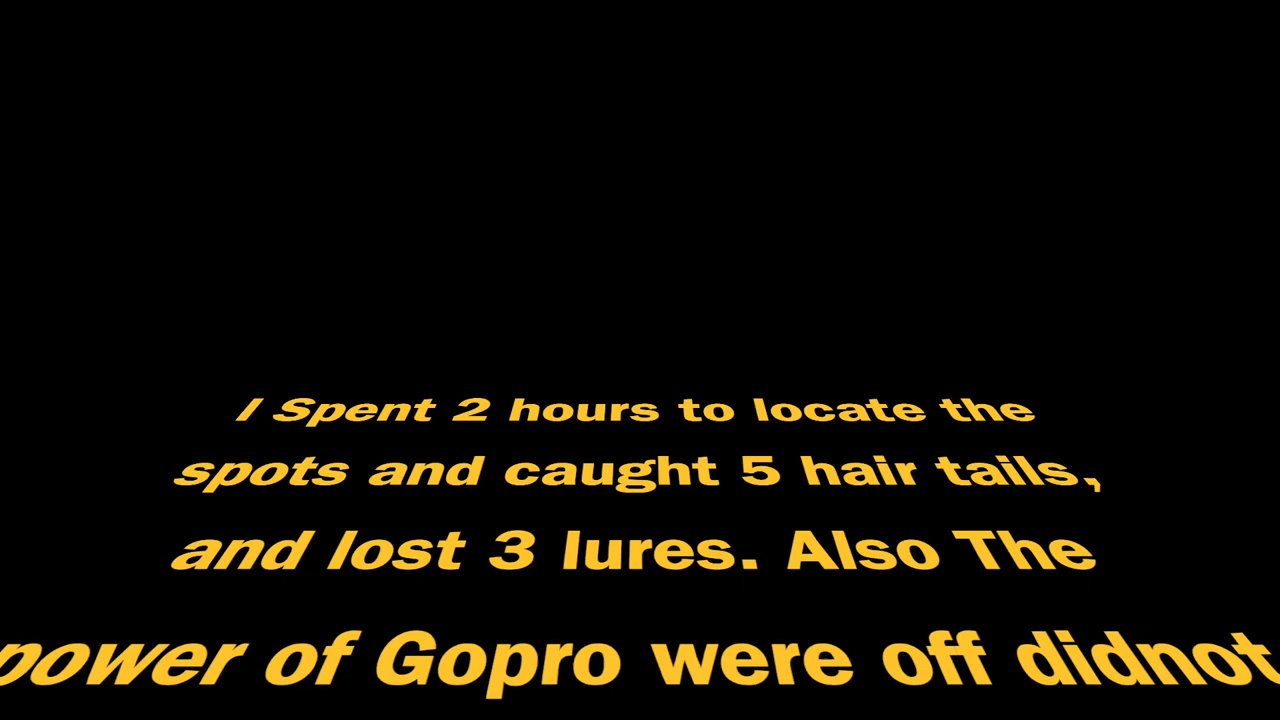 I Spent 2 hours to locate the
spots and caught 5 hair tails,
and lost 3 lures. Also The
power of Gopro were off didnot